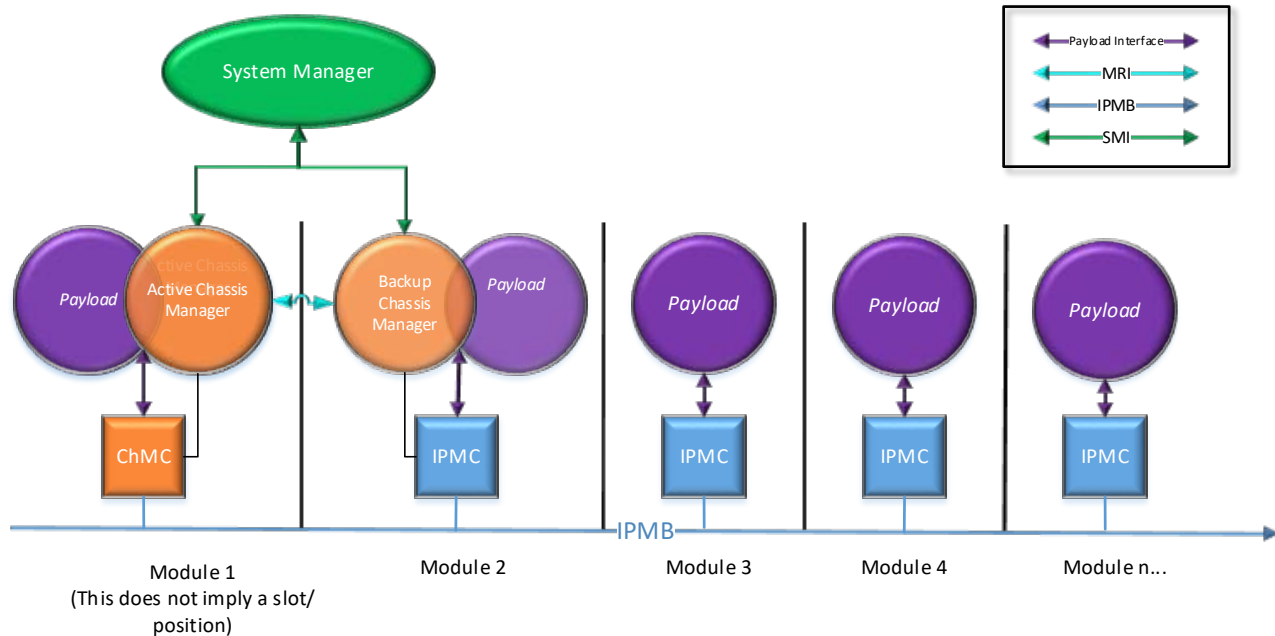 System Manager
Payload Interface
MRI
IPMB
SMI
Payload
Active Chassis
Active Chassis
Manager
Backup
Chassis
Manager
Payload
Payload
Payload
Payload
ChMC
IPMC
IPMC
IPMC
IPMC
IPMB
Module 1
(This does not imply a slot/
position)
Module 2
Module 3
Module 4
Module n...